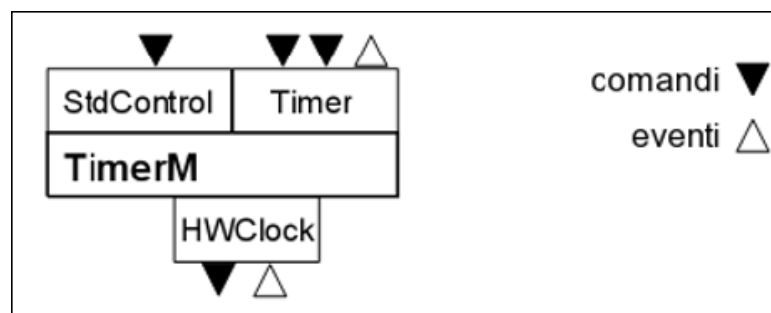 StdControl Timer
TimerM
HWClock
comandi
eventi